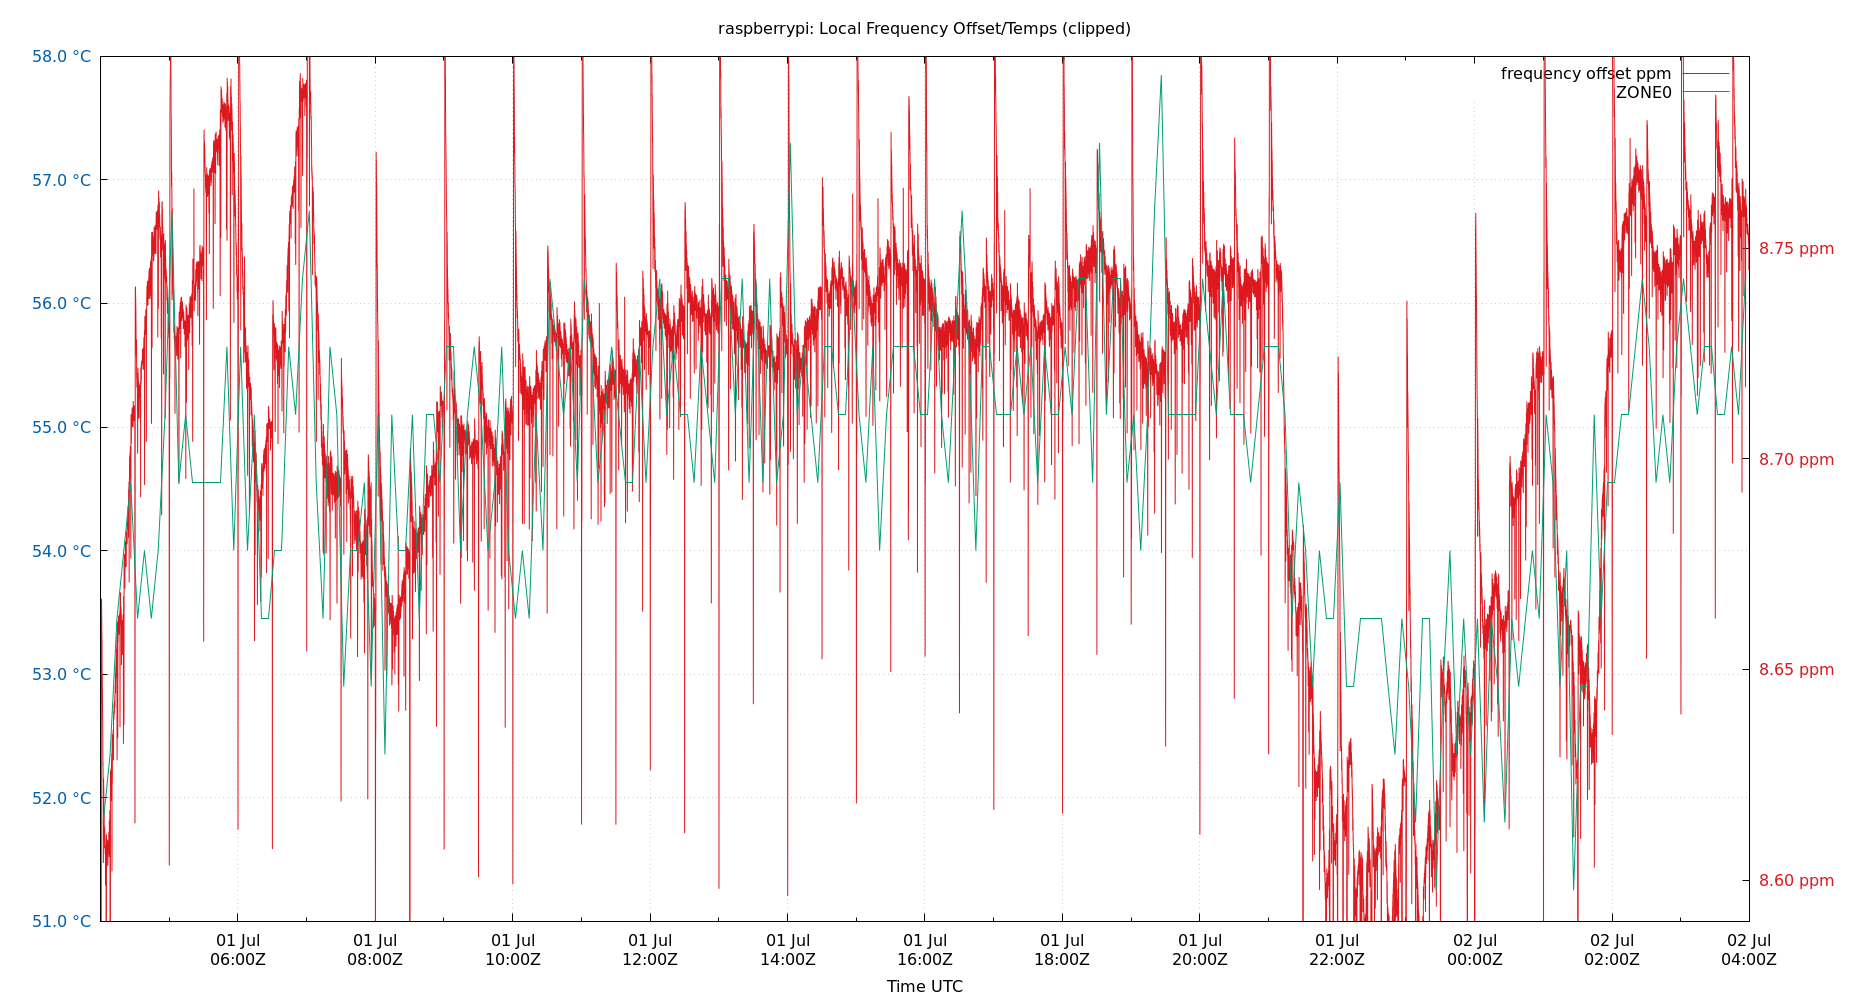 raspberrypi: Local Frequency Offset/Temps (clipped)
58.0 °C
57.0 °C
56.0 °C
55.0 °C
54.0 °C
53.0 °C
52.0 °C
51.0 °C
frequency offset ppm
ZONE0
8.75 ppm
8.70 ppm
8.65 ppm
8.60 ppm
01 Jul 01 Jul 01 Jul 01 Jul 01 Jul 01 Jul 01 Jul 01 Jul 01 Jul 02 Jul 02 Jul 02 Jul
06:00Z 08:00Z 10:00Z 12:00Z 14:00Z 16:00Z 18:00Z 20:00Z 22:00Z 00:00Z 02:00Z 04:00Z
Time UTC